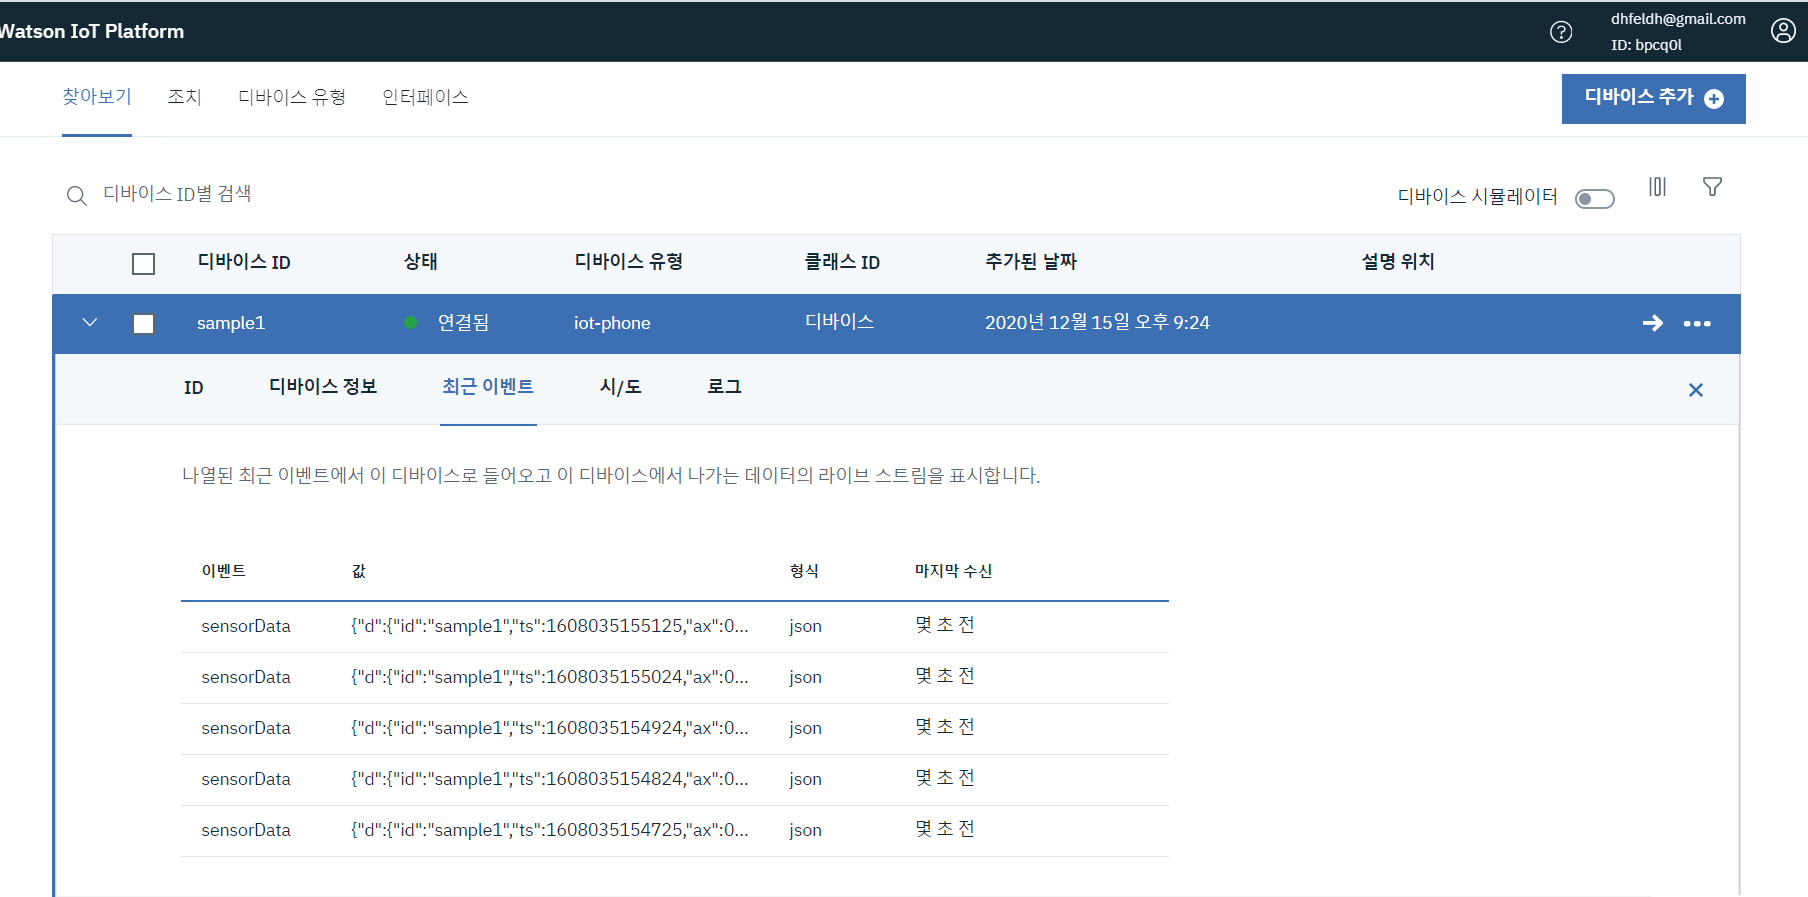 Watson IoT Platform
dhfeldh@gmail.com
ID: bpcq0l
찾아보기 조치 디바이스 유형 인터페이스
디바이스 추가
디바이스 ID별 검색
디바이스 시뮬레이터
디바이스 ID 상태 디바이스 유형 클래스 ID 추가된 날짜 설명 위치
sample1 연결됨 iot-phone 디바이스 2020년 12월 15일 오후 9:24
ID 디바이스 정보 최근 이벤트 시/도 로그
나열된 최근 이벤트에서 이 디바이스로 들어오고 이 디바이스에서 나가는 데이터의 라이브 스트림을 표시합니다.
이벤트 값 형식 마지막 수신
sensorData {"d":{"id":"sample1","ts":1608035155125,"ax":0... json 몇 초 전
sensorData {"d":{"id":"sample1","ts":1608035155024,"ax":0... json 몇 초 전
sensorData {"d":{"id":"sample1","ts":1608035154924,"ax":0... json 몇 초 전
sensorData {"d":{"id":"sample1","ts":1608035154824,"ax":0... json 몇 초 전
sensorData {"d":{"id":"sample1","ts":1608035154725,"ax":0... json 몇 초 전